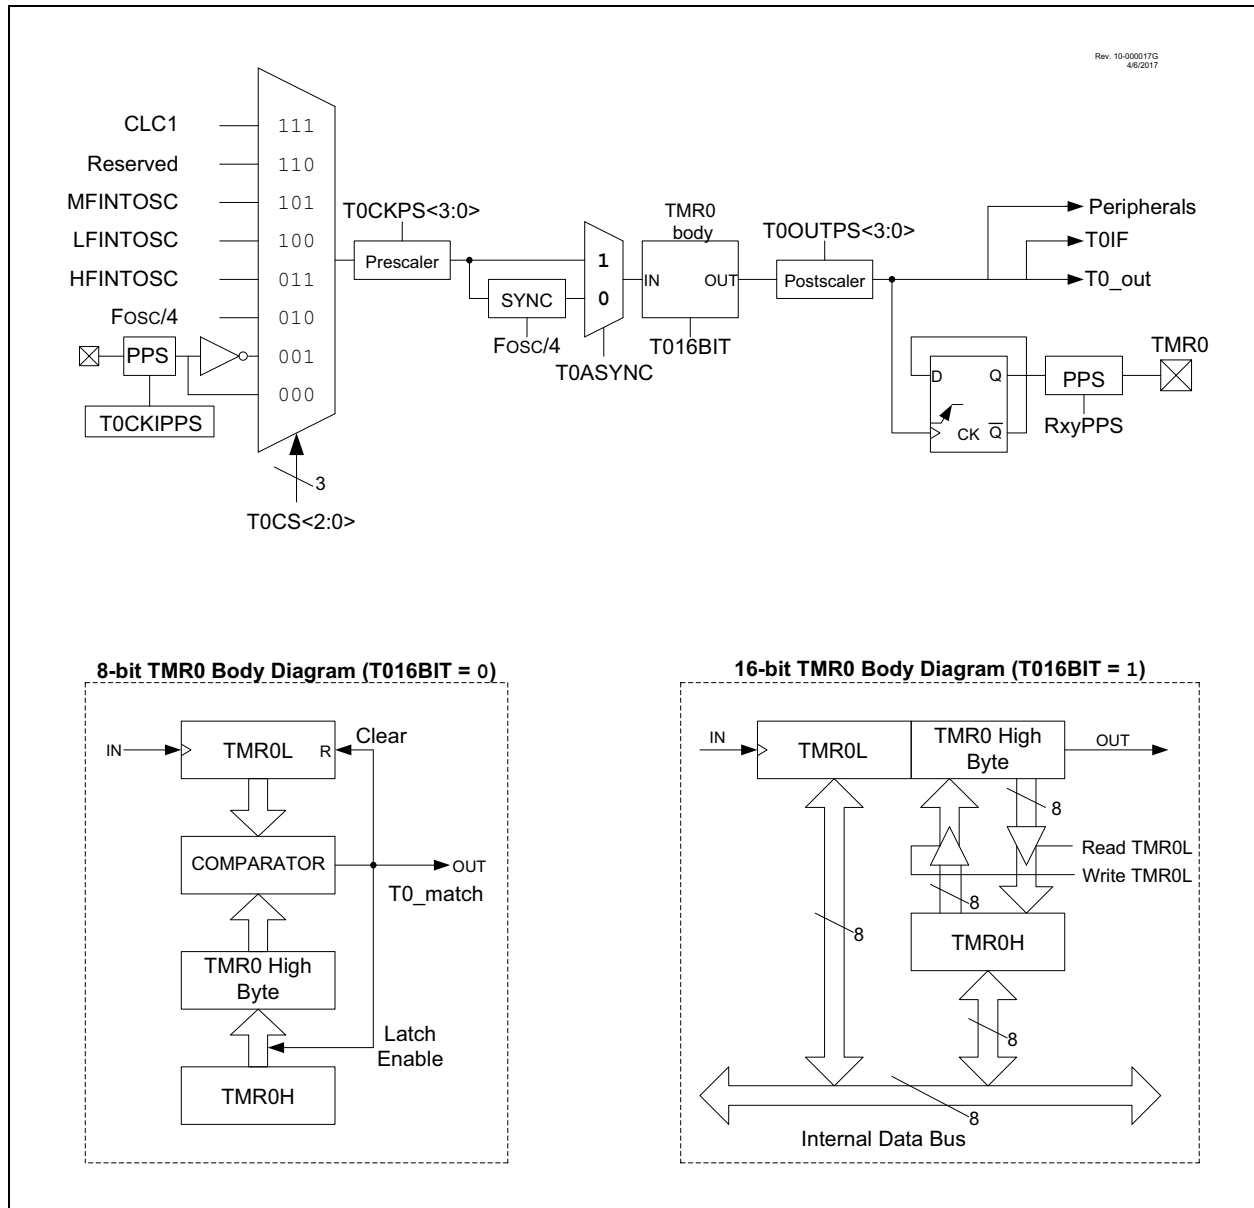 Rev. 10-000017G
4/6/2017
CLC1
111
Reserved
110
MFINTOSC
101
T0CKPS<3:0>
TMR0
body
T0OUTPS<3:0>
Peripherals
LFINTOSC
100
Prescaler
1
T0IF
HFINTOSC
011
IN
OUT
Postscaler
T0_out
SYNC
0
FOSC/4
010
FOSC/4
T016BIT
T0ASYNC
PPS
001
TMR0
000
D
Q
PPS
T0CKIPPS
CK
Q
RxyPPS
3
T0CS<2:0>
8-bit TMR0 Body Diagram (T016BIT = 0)
IN
TMR0L
R
Clear
COMPARATOR
OUT
T0_match
TMR0 High
Byte
Latch
Enable
TMR0H
16-bit TMR0 Body Diagram (T016BIT = 1)
IN
TMR0L
TMR0 High
Byte
OUT
8
Read TMR0L
Write TMR0L
8
8
TMR0H
8
8
Internal Data Bus